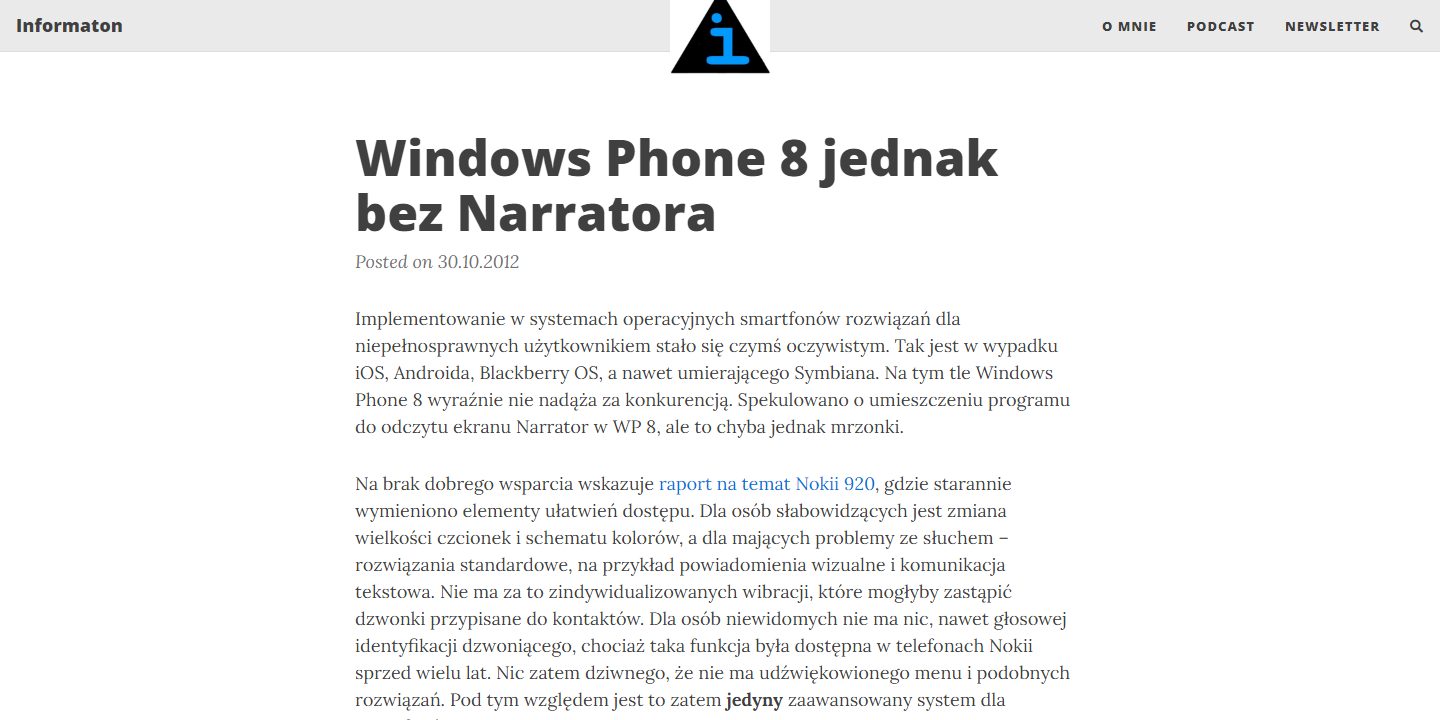 Informaton
i
O MNIE
PODCAST
NEWSLETTER
Windows Phone 8 jednak
bez Narratora
Posted on 30.10.2012
Implementowanie w systemach operacyjnych smartfonów rozwiązań dla
niepełnosprawnych użytkownikiem stało się czymś oczywistym. Tak jest w wypadku
iOS, Androida, Blackberry OS, a nawet umierającego Symbiana. Na tym tle Windows
Phone 8 wyraźnie nie nadąża za konkurencją. Spekulowano o umieszczeniu programu
do odczytu ekranu Narrator w WP 8, ale to chyba jednak mrzonki.
Na brak dobrego wsparcia wskazuje raport na temat Nokii 920, gdzie starannie
wymieniono elementy ułatwień dostępu. Dla osób słabowidzących jest zmiana
wielkości czcionek i schematu kolorów, a dla mających problemy ze słuchem –
rozwiązania standardowe, na przykład powiadomienia wizualne i komunikacja
tekstowa. Nie ma za to zindywidualizowanych wibracji, które mogłyby zastąpić
dzwonki przypisane do kontaktów. Dla osób niewidomych nie ma nic, nawet głosowej
identyfikacji dzwoniącego, chociaż taka funkcja była dostępna w telefonach Nokii
sprzed wielu lat. Nic zatem dziwnego, że nie ma udźwiękowionego menu i podobnych
rozwiązań. Pod tym względem jest to zatem jedyny zaawansowany system dla